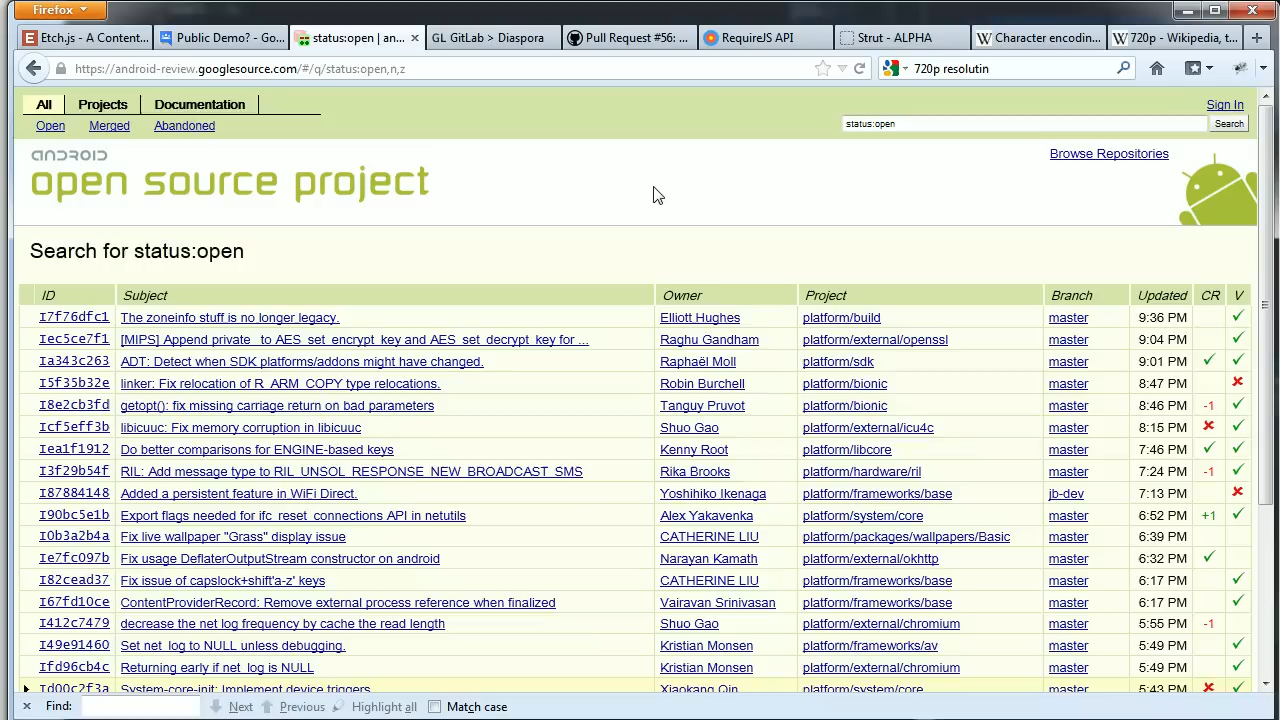 Firefox
Etch.js - A Content... Public Demo? - Go... status:open | an... GL GitLab > Diaspora Pull Request #56: ... RequireJS API Strut - ALPHA Character encodin... 720p - Wikipedia, t...
https://android-review.googlesource.com/#/q/status:open,n,z 720p resolutin
All Projects Documentation Sign In
Open Merged Abandoned status:open Search
ANDROID Browse Repositories
open source project
Search for status:open
ID Subject Owner Project Branch Updated CR V
I7f76dfc1 The zoneinfo stuff is no longer legacy. Elliott Hughes platform/build master 9:36 PM
Iec5ce7f1 [MIPS] Append private_ to AES_set_encrypt_key and AES_set_decrypt_key for ... Raghu Gandham platform/external/openssl master 9:04 PM
Ia343c263 ADT: Detect when SDK platforms/addons might have changed. Raphaël Moll platform/sdk master 9:01 PM
I5f35b32e linker: Fix relocation of R_ARM_COPY type relocations. Robin Burchell platform/bionic master 8:47 PM
I8e2cb3fd getopt(): fix missing carriage return on bad parameters Tanguy Pruvot platform/bionic master 8:46 PM -1
Icf5eff3b libicuuc: Fix memory corruption in libicuuc Shuo Gao platform/external/icu4c master 8:15 PM
Iea1f1912 Do better comparisons for ENGINE-based keys Kenny Root platform/libcore master 7:46 PM
I3f29b54f RIL: Add message type to RIL_UNSOL_RESPONSE_NEW_BROADCAST_SMS Rika Brooks platform/hardware/ril master 7:24 PM -1
I87884148 Added a persistent feature in WiFi Direct. Yoshihiko Ikenaga platform/frameworks/base jb-dev 7:13 PM
I90bc5e1b Export flags needed for ifc_reset_connections API in netutils Alex Yakavenka platform/system/core master 6:52 PM +1
I0b3a2b4a Fix live wallpaper "Grass" display issue CATHERINE LIU platform/packages/wallpapers/Basic master 6:39 PM
Ie7fc097b Fix usage DeflaterOutputStream constructor on android Narayan Kamath platform/external/okhttp master 6:32 PM
I82cead37 Fix issue of capslock+shift'a-z' keys CATHERINE LIU platform/frameworks/base master 6:17 PM
I67fd10ce ContentProviderRecord: Remove external process reference when finalized Vairavan Srinivasan platform/frameworks/base master 6:17 PM
I412c7479 decrease the net log frequency by cache the read length Shuo Gao platform/external/chromium master 5:55 PM -1
I49e91460 Set net_log to NULL unless debugging. Kristian Monsen platform/frameworks/av master 5:49 PM
Ifd96cb4c Returning early if net_log is NULL Kristian Monsen platform/external/chromium master 5:49 PM
Id00c2f3a System-core-init: Implement device triggers Xiaokang Qin platform/system/core master 5:43 PM
Find: Next Previous Highlight all Match case